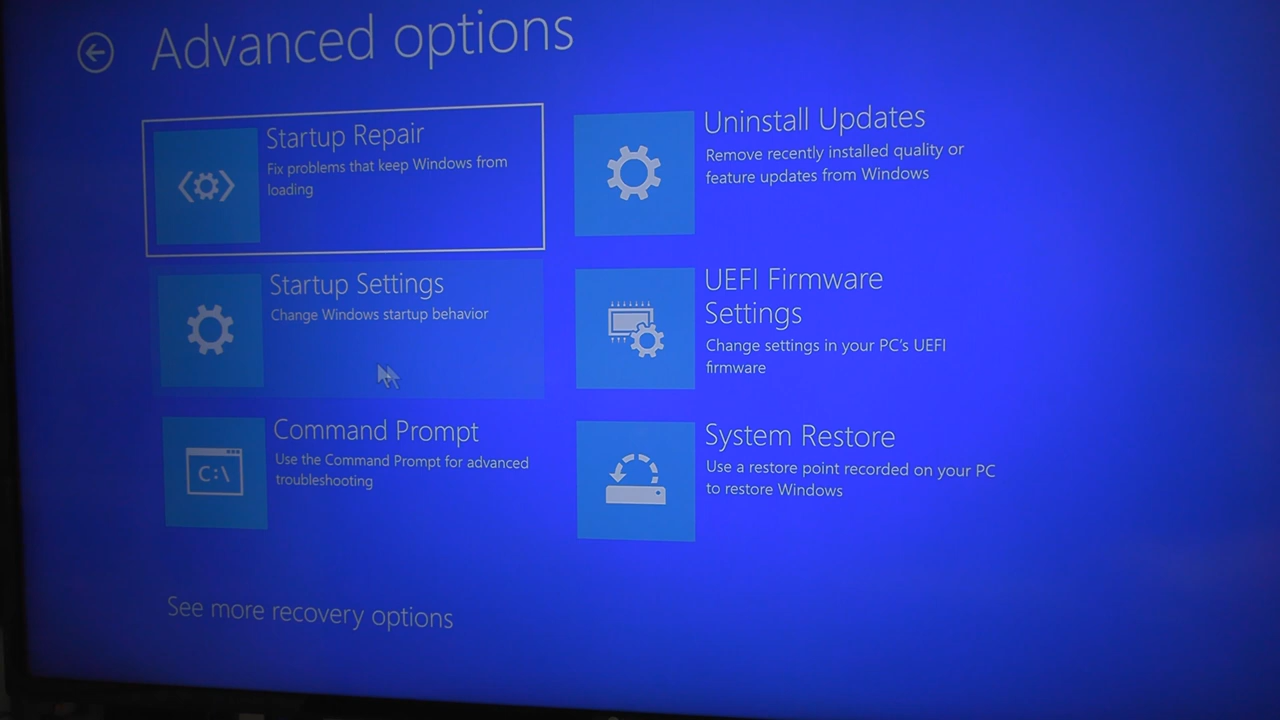 Advanced options
Startup Repair
Fix problems that keep Windows from
loading
Startup Settings
Change Windows startup behavior
C:\
Command Prompt
Use the Command Prompt for advanced
troubleshooting
Uninstall Updates
Remove recently installed quality or
feature updates from Windows
UEFI Firmware
Settings
Change settings in your PC's UEFI
firmware
System Restore
Use a restore point recorded on your PC
to restore Windows
See more recovery options